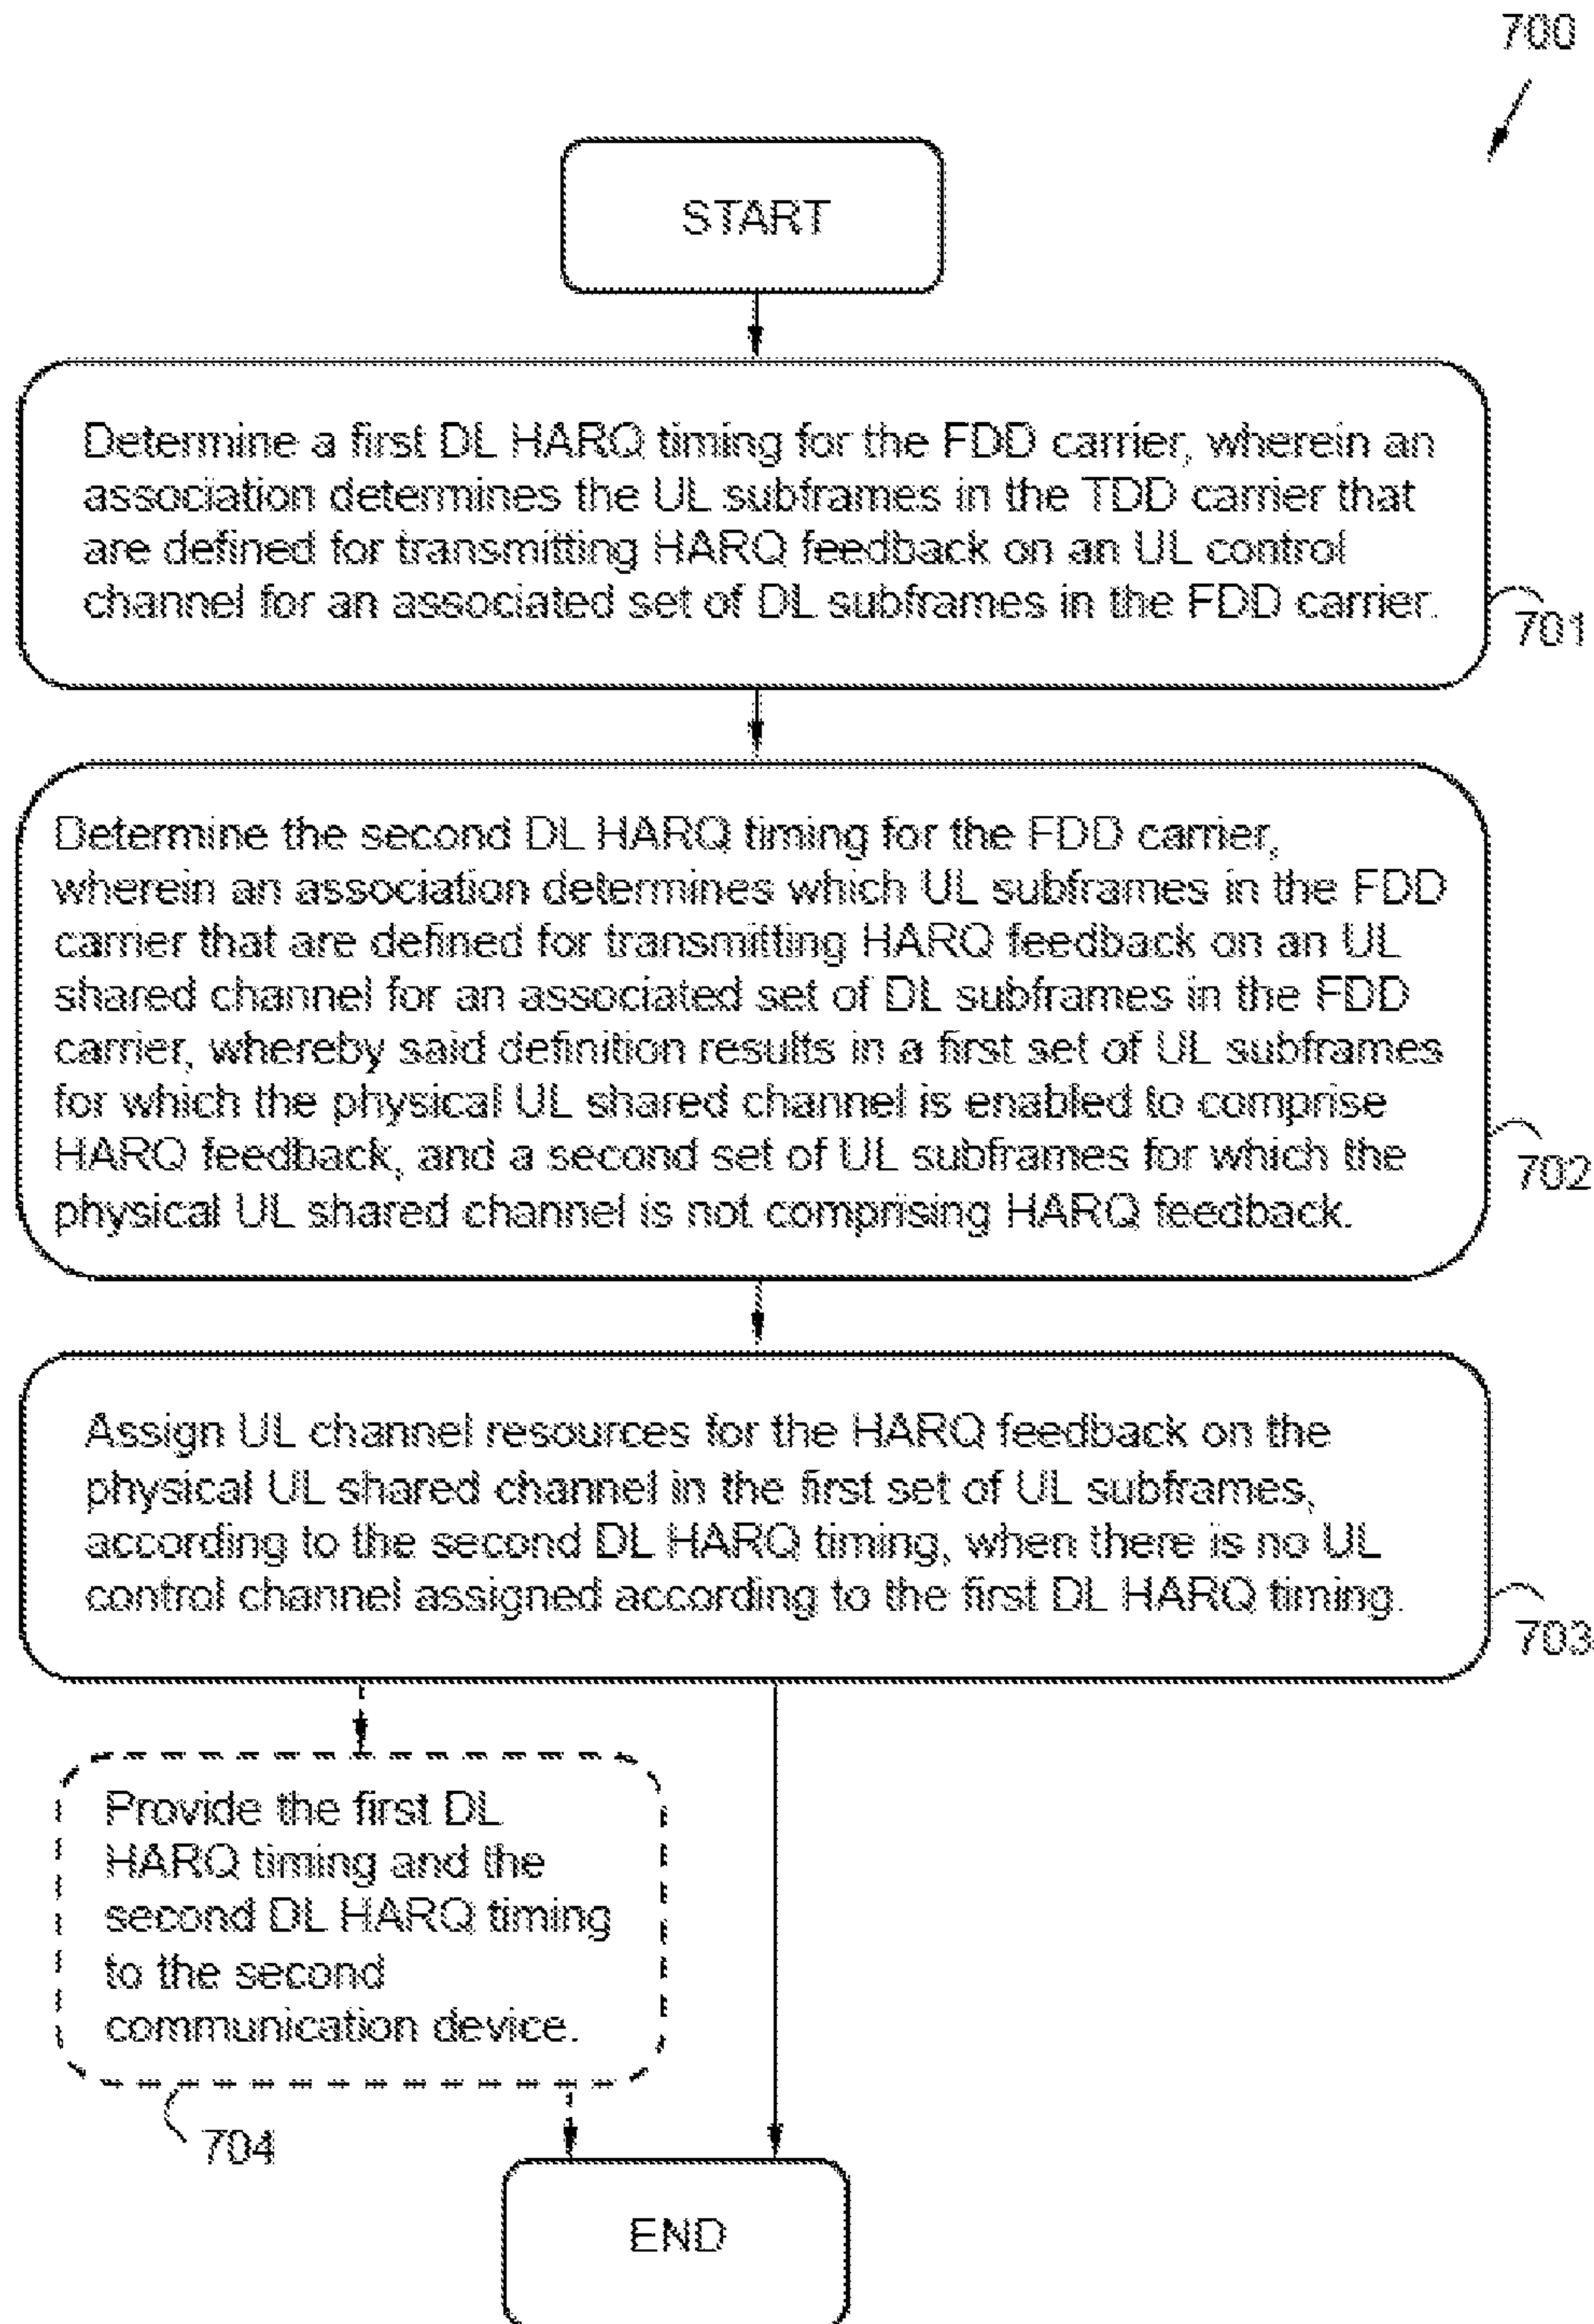 700
START
Determine a first DL HARQ timing for the FDD carrier, wherein an
association determines the UL subframes in the TDD carrier that
are defined for transmitting HARQ feedback on an UL control
channel for an associated set of DL subframes in the FDD carrier.
701
Determine the second DL HARQ timing for the FDD carrier,
wherein an association determines which UL subframes in the FDD
carrier that are defined for transmitting HARQ feedback on an UL
shared channel for an associated set of DL subframes in the FDD
carrier, whereby said definition results in a first set of UL subframes
for which the physical UL shared channel is enabled to comprise
HARQ feedback, and a second set of UL subframes for which the
physical UL shared channel is not comprising HARQ feedback.
702
Assign UL channel resources for the HARQ feedback on the
physical UL shared channel in the first set of UL subframes,
according to the second DL HARQ timing, when there is no UL
control channel assigned according to the first DL HARQ timing.
703
Provide the first DL
HARQ timing and the
second DL HARQ timing
to the second
communication device.
704
END